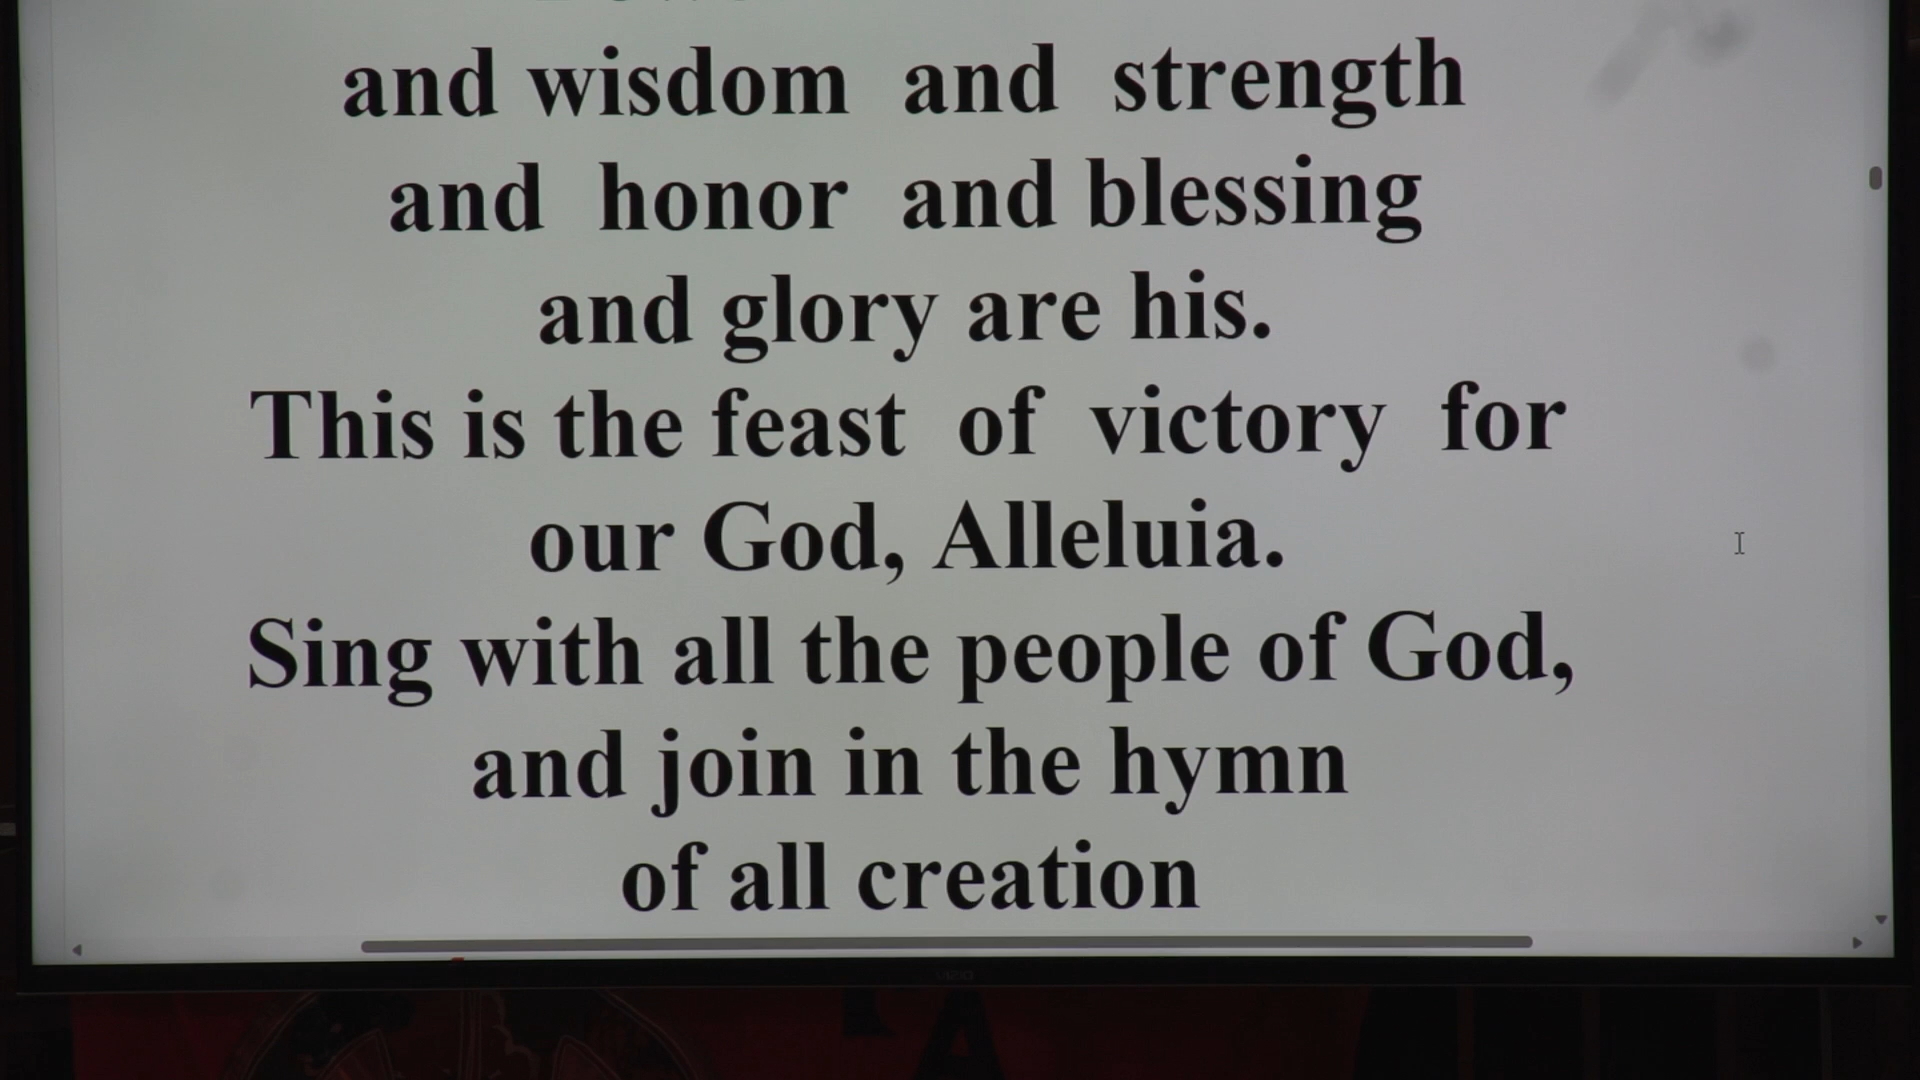 and wisdom and strength
and honor and blessing
and glory are his.
This is the feast of victory for
our God, Alleluia.
Sing with all the people of God,
and join in the hymn
of all creation
VIZIO